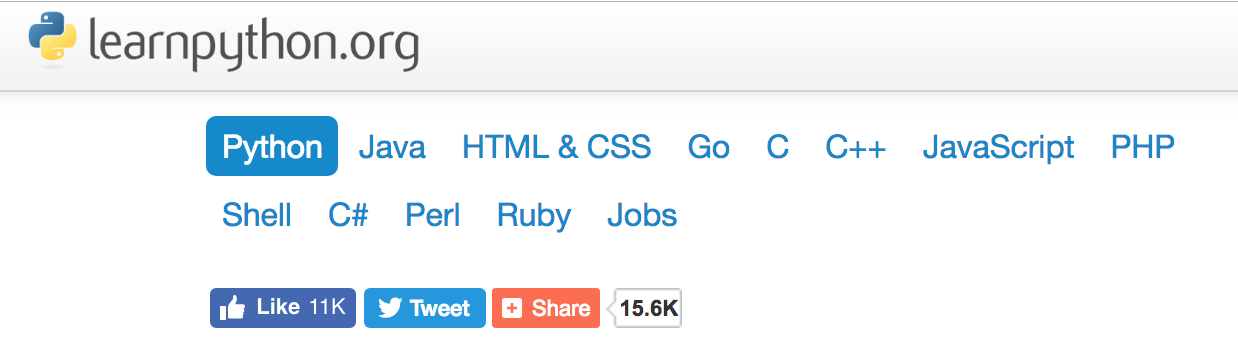 learnpython.org
Python Java HTML & CSS Go C C++ JavaScript PHP
Shell C# Perl Ruby Jobs
Like 11K Tweet Share 15.6K